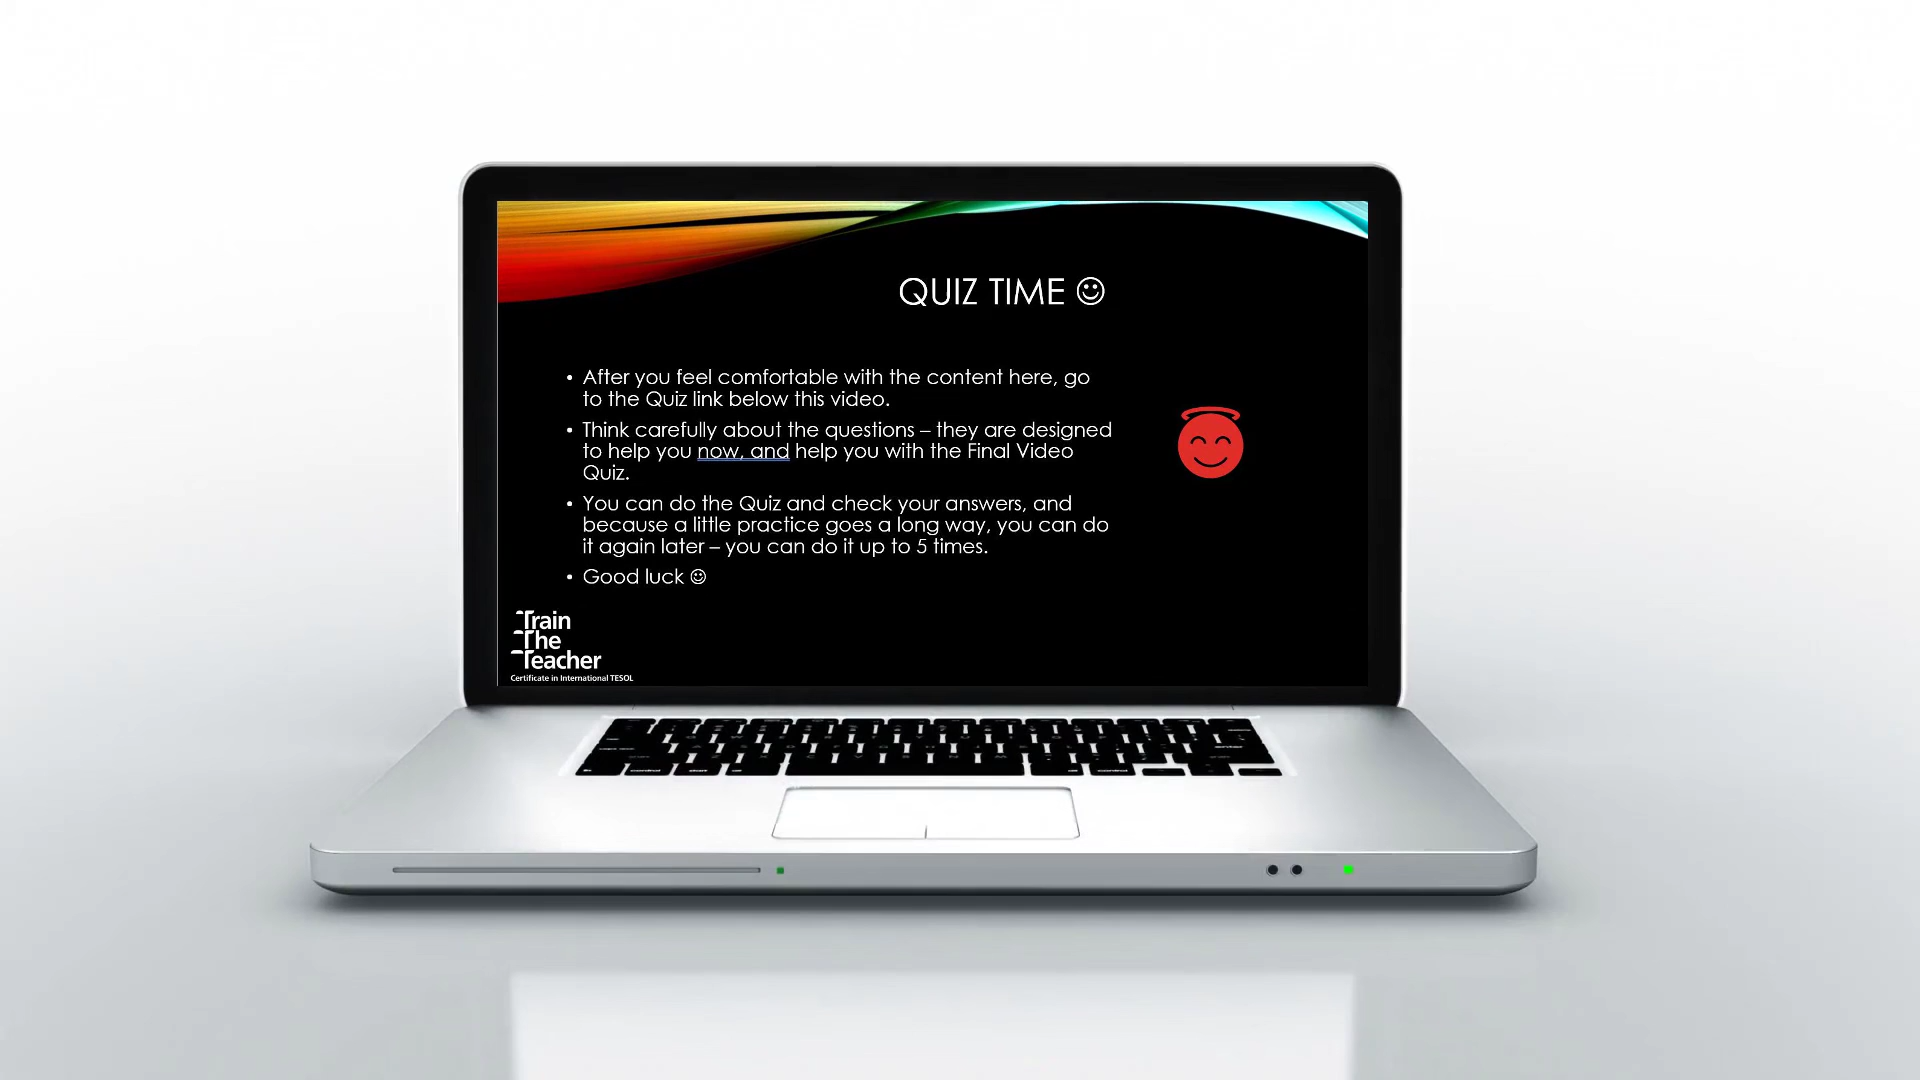 QUIZ TIME ☺
• After you feel comfortable with the content here, go
to the Quiz link below this video.
• Think carefully about the questions – they are designed
to help you now, and help you with the Final Video
Quiz.
• You can do the Quiz and check your answers, and
because a little practice goes a long way, you can do
it again later – you can do it up to 5 times.
• Good luck ☺
Train
The
Teacher
Certificate in International TESOL
enter
control
control